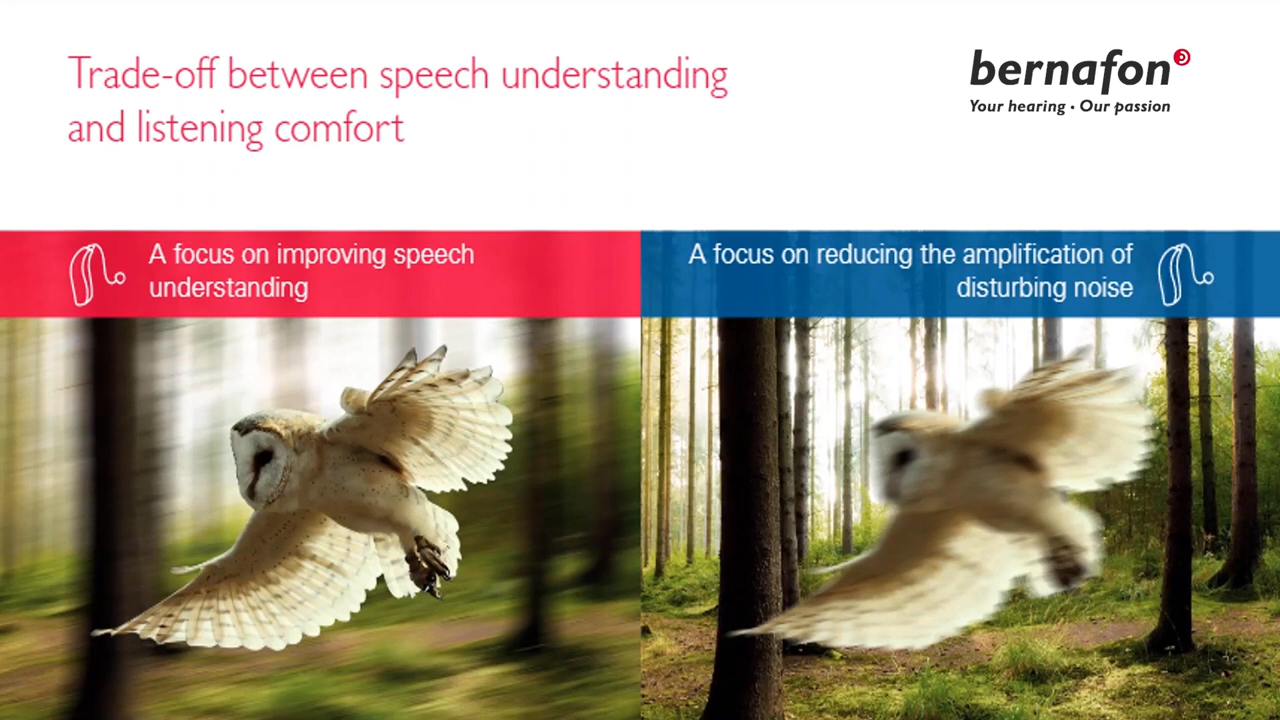 Trade-off between speech understanding
and listening comfort
bernafon
Your hearing · Our passion
A focus on improving speech
understanding
A focus on reducing the amplification of
disturbing noise